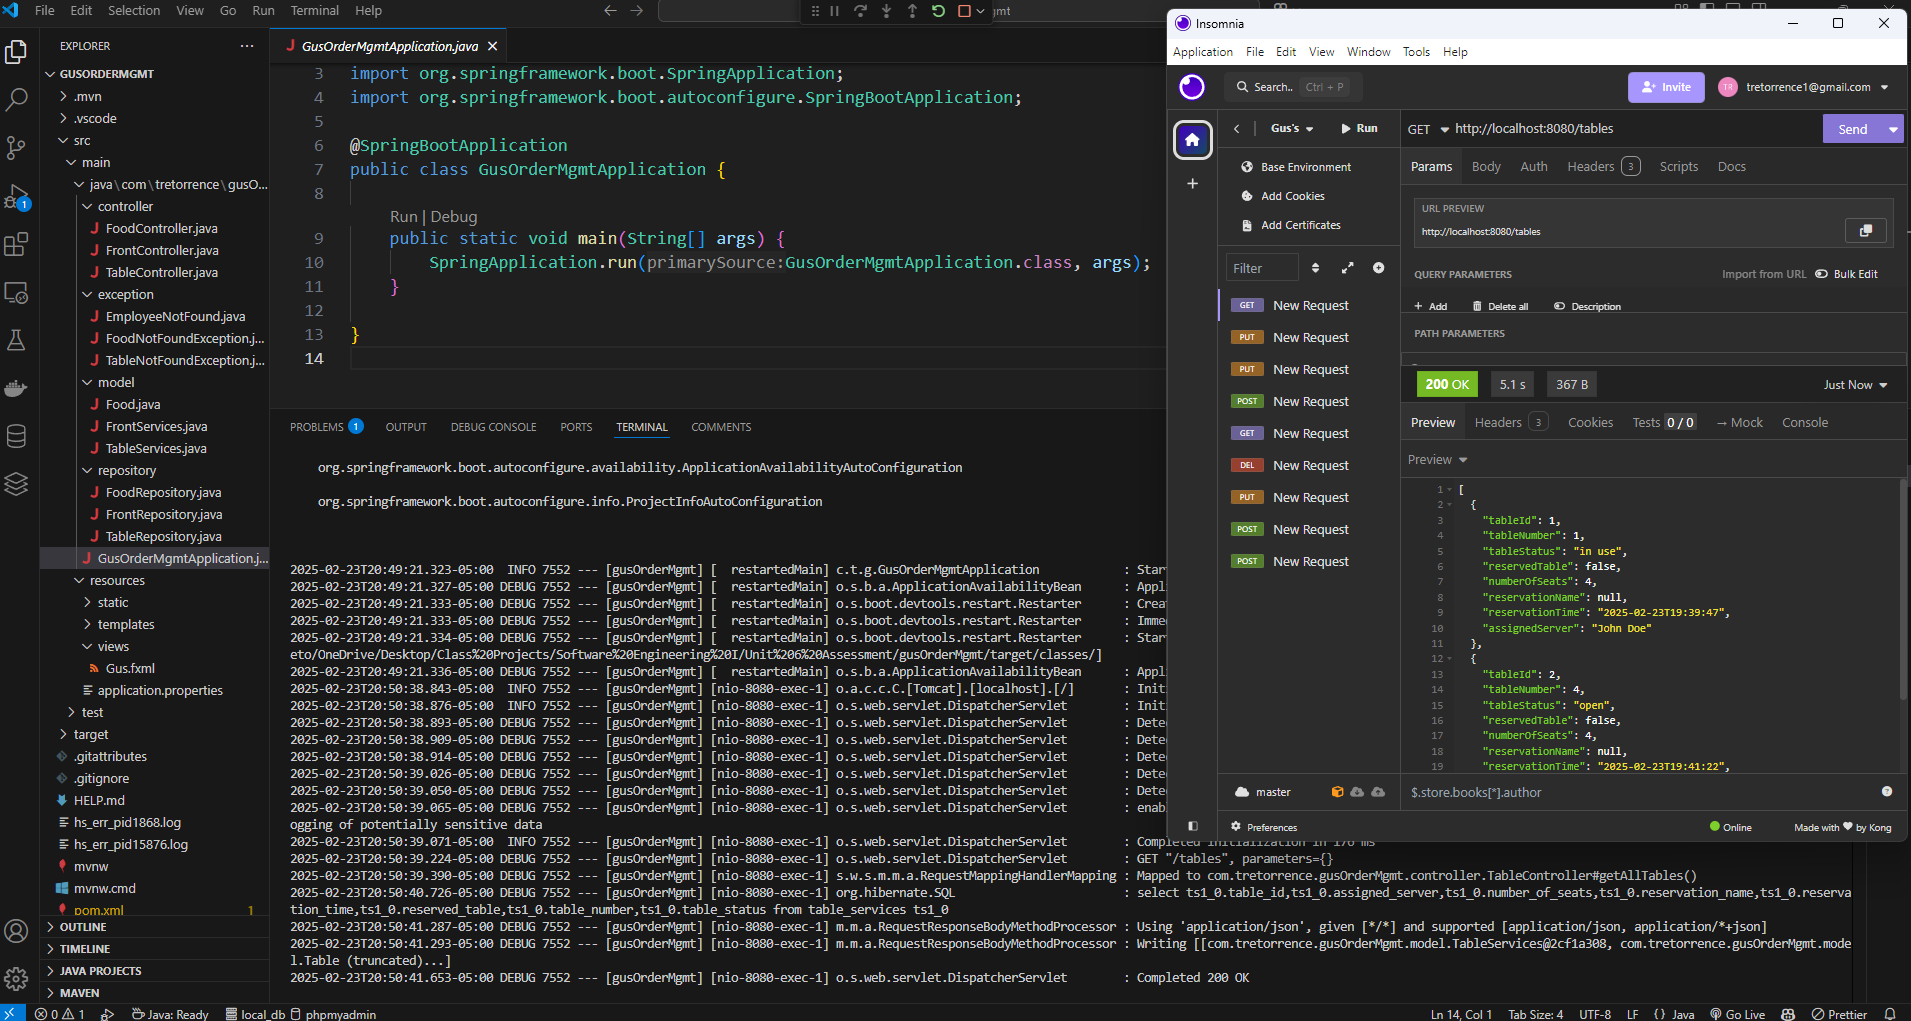 File Edit Selection View Go Run Terminal Help
mt
EXPLORER
GUSORDERMGMT
.mvn
.vscode
src
main
java\com\tretorrence\gusO...
controller
FoodController.java
FrontController.java
TableController.java
exception
EmployeeNotFound.java
FoodNotFoundException.j...
TableNotFoundException.j...
model
Food.java
FrontServices.java
TableServices.java
repository
FoodRepository.java
FrontRepository.java
TableRepository.java
GusOrderMgmtApplication.j...
resources
static
templates
views
Gus.fxml
application.properties
test
target
.gitattributes
.gitignore
HELP.md
hs_err_pid1868.log
hs_err_pid15876.log
mvnw
mvnw.cmd
pom.xml 1
OUTLINE
TIMELINE
JAVA PROJECTS
MAVEN
1
GusOrderMgmtApplication.java
3 import org.springframework.boot.SpringApplication;
4 import org.springframework.boot.autoconfigure.SpringBootApplication;
5
6 @SpringBootApplication
7 public class GusOrderMgmtApplication {
8
Run | Debug
9 public static void main(String[] args) {
10 SpringApplication.run(primarySource:GusOrderMgmtApplication.class, args);
11 }
12
13 }
14
PROBLEMS 1 OUTPUT DEBUG CONSOLE PORTS TERMINAL COMMENTS
org.springframework.boot.autoconfigure.availability.ApplicationAvailabilityAutoConfiguration
org.springframework.boot.autoconfigure.info.ProjectInfoAutoConfiguration
2025-02-23T20:49:21.323-05:00 INFO 7552 --- [gusOrderMgmt] [ restartedMain] c.t.g.GusOrderMgmtApplication : Star
2025-02-23T20:49:21.327-05:00 DEBUG 7552 --- [gusOrderMgmt] [ restartedMain] o.s.b.a.ApplicationAvailabilityBean : Appl
2025-02-23T20:49:21.333-05:00 DEBUG 7552 --- [gusOrderMgmt] [ restartedMain] o.s.boot.devtools.restart.Restarter : Crea
2025-02-23T20:49:21.333-05:00 DEBUG 7552 --- [gusOrderMgmt] [ restartedMain] o.s.boot.devtools.restart.Restarter : Imme
2025-02-23T20:49:21.334-05:00 DEBUG 7552 --- [gusOrderMgmt] [ restartedMain] o.s.boot.devtools.restart.Restarter : Star
eto/OneDrive/Desktop/Class%20Projects/Software%20Engineering%20I/Unit%206%20Assessment/gusOrderMgmt/target/classes/]
2025-02-23T20:49:21.336-05:00 DEBUG 7552 --- [gusOrderMgmt] [ restartedMain] o.s.b.a.ApplicationAvailabilityBean : Appl
2025-02-23T20:50:38.843-05:00 INFO 7552 --- [gusOrderMgmt] [nio-8080-exec-1] o.a.c.c.C.[Tomcat].[localhost].[/] : Init
2025-02-23T20:50:38.876-05:00 INFO 7552 --- [gusOrderMgmt] [nio-8080-exec-1] o.s.web.servlet.DispatcherServlet : Init
2025-02-23T20:50:38.893-05:00 DEBUG 7552 --- [gusOrderMgmt] [nio-8080-exec-1] o.s.web.servlet.DispatcherServlet : Dete
2025-02-23T20:50:38.909-05:00 DEBUG 7552 --- [gusOrderMgmt] [nio-8080-exec-1] o.s.web.servlet.DispatcherServlet : Dete
2025-02-23T20:50:38.914-05:00 DEBUG 7552 --- [gusOrderMgmt] [nio-8080-exec-1] o.s.web.servlet.DispatcherServlet : Dete
2025-02-23T20:50:39.026-05:00 DEBUG 7552 --- [gusOrderMgmt] [nio-8080-exec-1] o.s.web.servlet.DispatcherServlet : Dete
2025-02-23T20:50:39.050-05:00 DEBUG 7552 --- [gusOrderMgmt] [nio-8080-exec-1] o.s.web.servlet.DispatcherServlet : Dete
2025-02-23T20:50:39.065-05:00 DEBUG 7552 --- [gusOrderMgmt] [nio-8080-exec-1] o.s.web.servlet.DispatcherServlet : enab
ogging of potentially sensitive data
2025-02-23T20:50:39.071-05:00 INFO 7552 --- [gusOrderMgmt] [nio-8080-exec-1] o.s.web.servlet.DispatcherServlet : Completed initialization in 176 ms
2025-02-23T20:50:39.224-05:00 DEBUG 7552 --- [gusOrderMgmt] [nio-8080-exec-1] o.s.web.servlet.DispatcherServlet : GET "/tables", parameters={}
2025-02-23T20:50:39.390-05:00 DEBUG 7552 --- [gusOrderMgmt] [nio-8080-exec-1] s.w.s.m.m.a.RequestMappingHandlerMapping : Mapped to com.tretorrence.gusOrderMgmt.controller.TableController#getAllTables()
2025-02-23T20:50:40.726-05:00 DEBUG 7552 --- [gusOrderMgmt] [nio-8080-exec-1] org.hibernate.SQL : select ts1_0.table_id,ts1_0.assigned_server,ts1_0.number_of_seats,ts1_0.reservation_name,ts1_0.reserva
tion_time,ts1_0.reserved_table,ts1_0.table_number,ts1_0.table_status from table_services ts1_0
2025-02-23T20:50:41.287-05:00 DEBUG 7552 --- [gusOrderMgmt] [nio-8080-exec-1] m.m.a.RequestResponseBodyMethodProcessor : Using 'application/json', given [*/*] and supported [application/json, application/*+json]
2025-02-23T20:50:41.293-05:00 DEBUG 7552 --- [gusOrderMgmt] [nio-8080-exec-1] m.m.a.RequestResponseBodyMethodProcessor : Writing [[com.tretorrence.gusOrderMgmt.model.TableServices@2cf1a308, com.tretorrence.gusOrderMgmt.mode
l.Table (truncated)...]
2025-02-23T20:50:41.653-05:00 DEBUG 7552 --- [gusOrderMgmt] [nio-8080-exec-1] o.s.web.servlet.DispatcherServlet : Completed 200 OK
0 1 Java: Ready local_db phpmyadmin Ln 14, Col 1 Tab Size: 4 UTF-8 LF {} Java Go Live Prettier
Insomnia
Application File Edit View Window Tools Help
Search.. Ctrl + P Invite TR tretorrence1@gmail.com
Gus's Run
Base Environment
Add Cookies
Add Certificates
Filter
GET New Request
PUT New Request
PUT New Request
POST New Request
GET New Request
DEL New Request
PUT New Request
POST New Request
POST New Request
master
Preferences
GET http://localhost:8080/tables Send
Params Body Auth Headers 3 Scripts Docs
URL PREVIEW
http://localhost:8080/tables
QUERY PARAMETERS Import from URL Bulk Edit
Add Delete all Description
PATH PARAMETERS
200 OK 5.1 s 367 B Just Now
Preview Headers 3 Cookies Tests 0 / 0 → Mock Console
Preview
1 [
2 {
3 "tableId": 1,
4 "tableNumber": 1,
5 "tableStatus": "in use",
6 "reservedTable": false,
7 "numberOfSeats": 4,
8 "reservationName": null,
9 "reservationTime": "2025-02-23T19:39:47",
10 "assignedServer": "John Doe"
11 },
12 {
13 "tableId": 2,
14 "tableNumber": 4,
15 "tableStatus": "open",
16 "reservedTable": false,
17 "numberOfSeats": 4,
18 "reservationName": null,
19 "reservationTime": "2025-02-23T19:41:22",
$.store.books[*].author
Online Made with ♥ by Kong